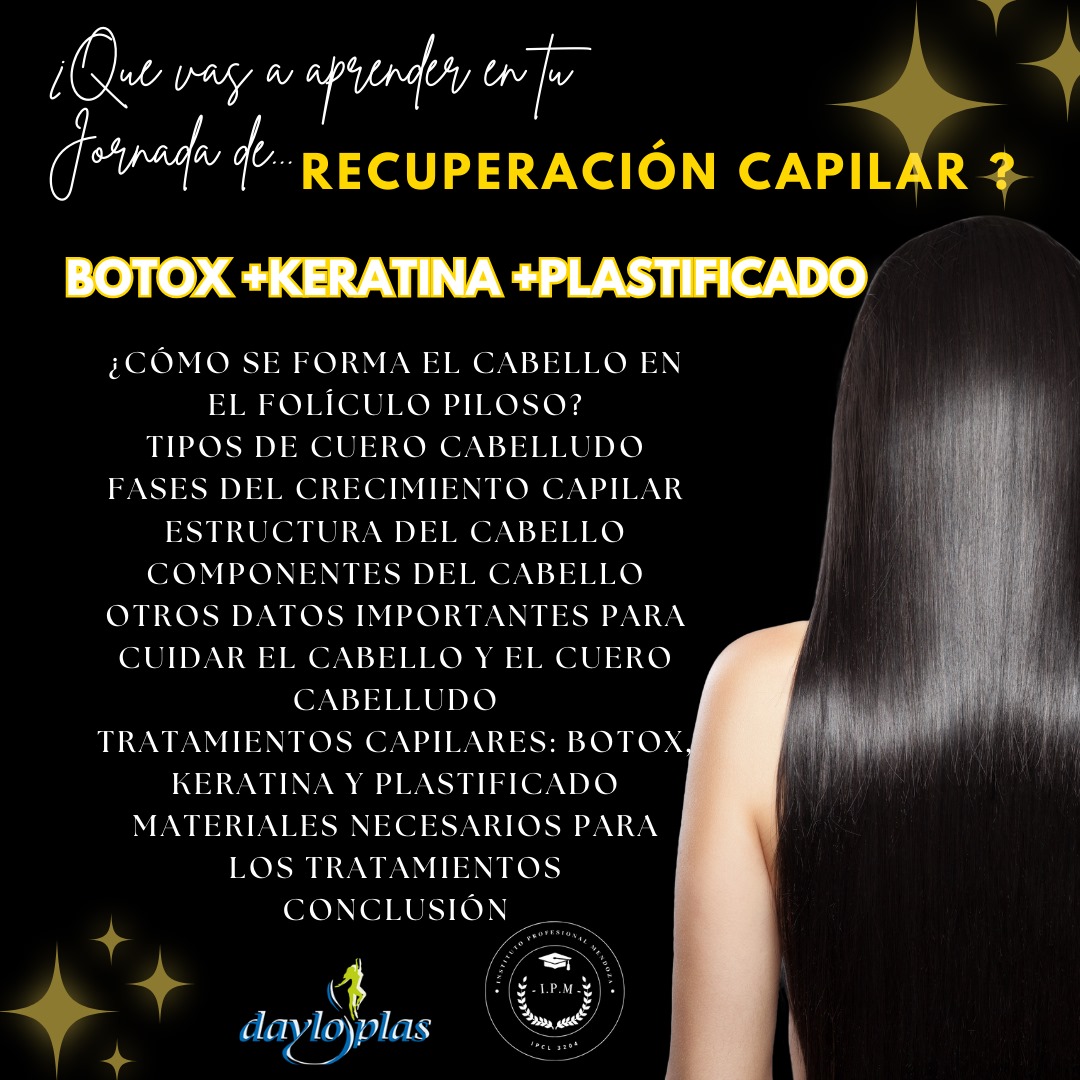 ¿Que vas a aprender en tu
Jornada de... RECUPERACIÓN CAPILAR ?
BOTOX +KERATINA +PLASTIFICADO
¿CÓMO SE FORMA EL CABELLO EN
EL FOLÍCULO PILOSO?
TIPOS DE CUERO CABELLUDO
FASES DEL CRECIMIENTO CAPILAR
ESTRUCTURA DEL CABELLO
COMPONENTES DEL CABELLO
OTROS DATOS IMPORTANTES PARA
CUIDAR EL CABELLO Y EL CUERO
CABELLUDO
TRATAMIENTOS CAPILARES: BOTOX,
KERATINA Y PLASTIFICADO
MATERIALES NECESARIOS PARA
LOS TRATAMIENTOS
CONCLUSIÓN
dayloplas
INSTITUTO PROFESIONAL MENDOZA
- I.P.M -
IPCL 3204